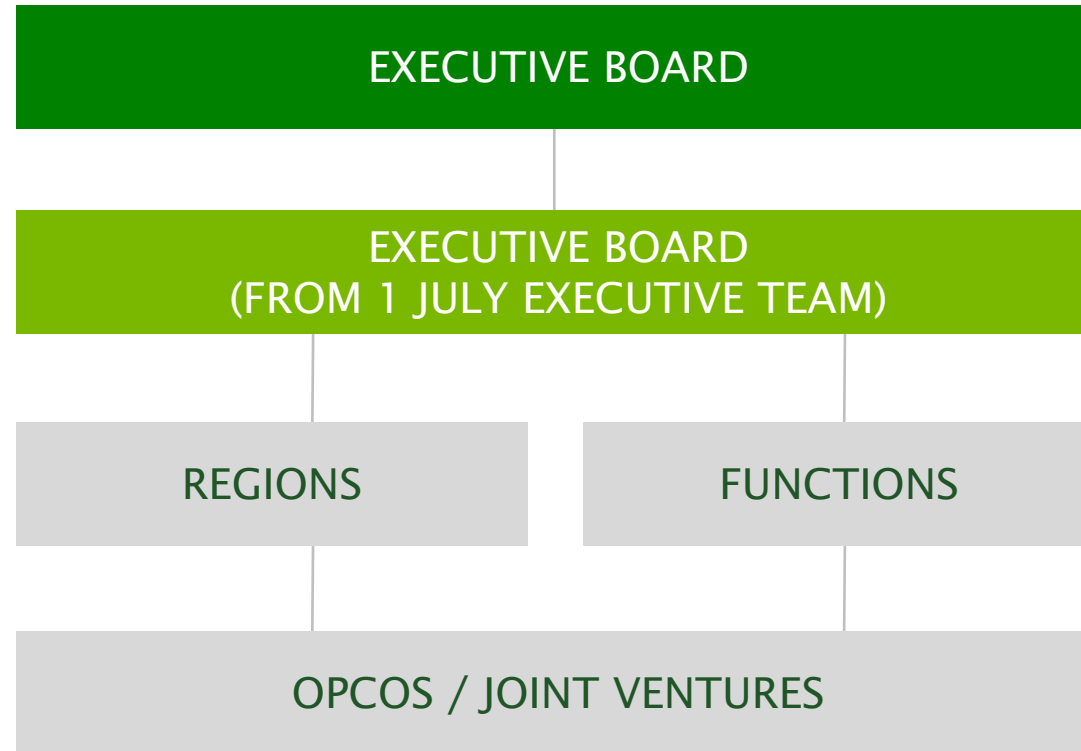 EXECUTIVE BOARD
EXECUTIVE BOARD
(FROM 1 JULY EXECUTIVE TEAM)
REGIONS
FUNCTIONS
OPCOS / JOINT VENTURES